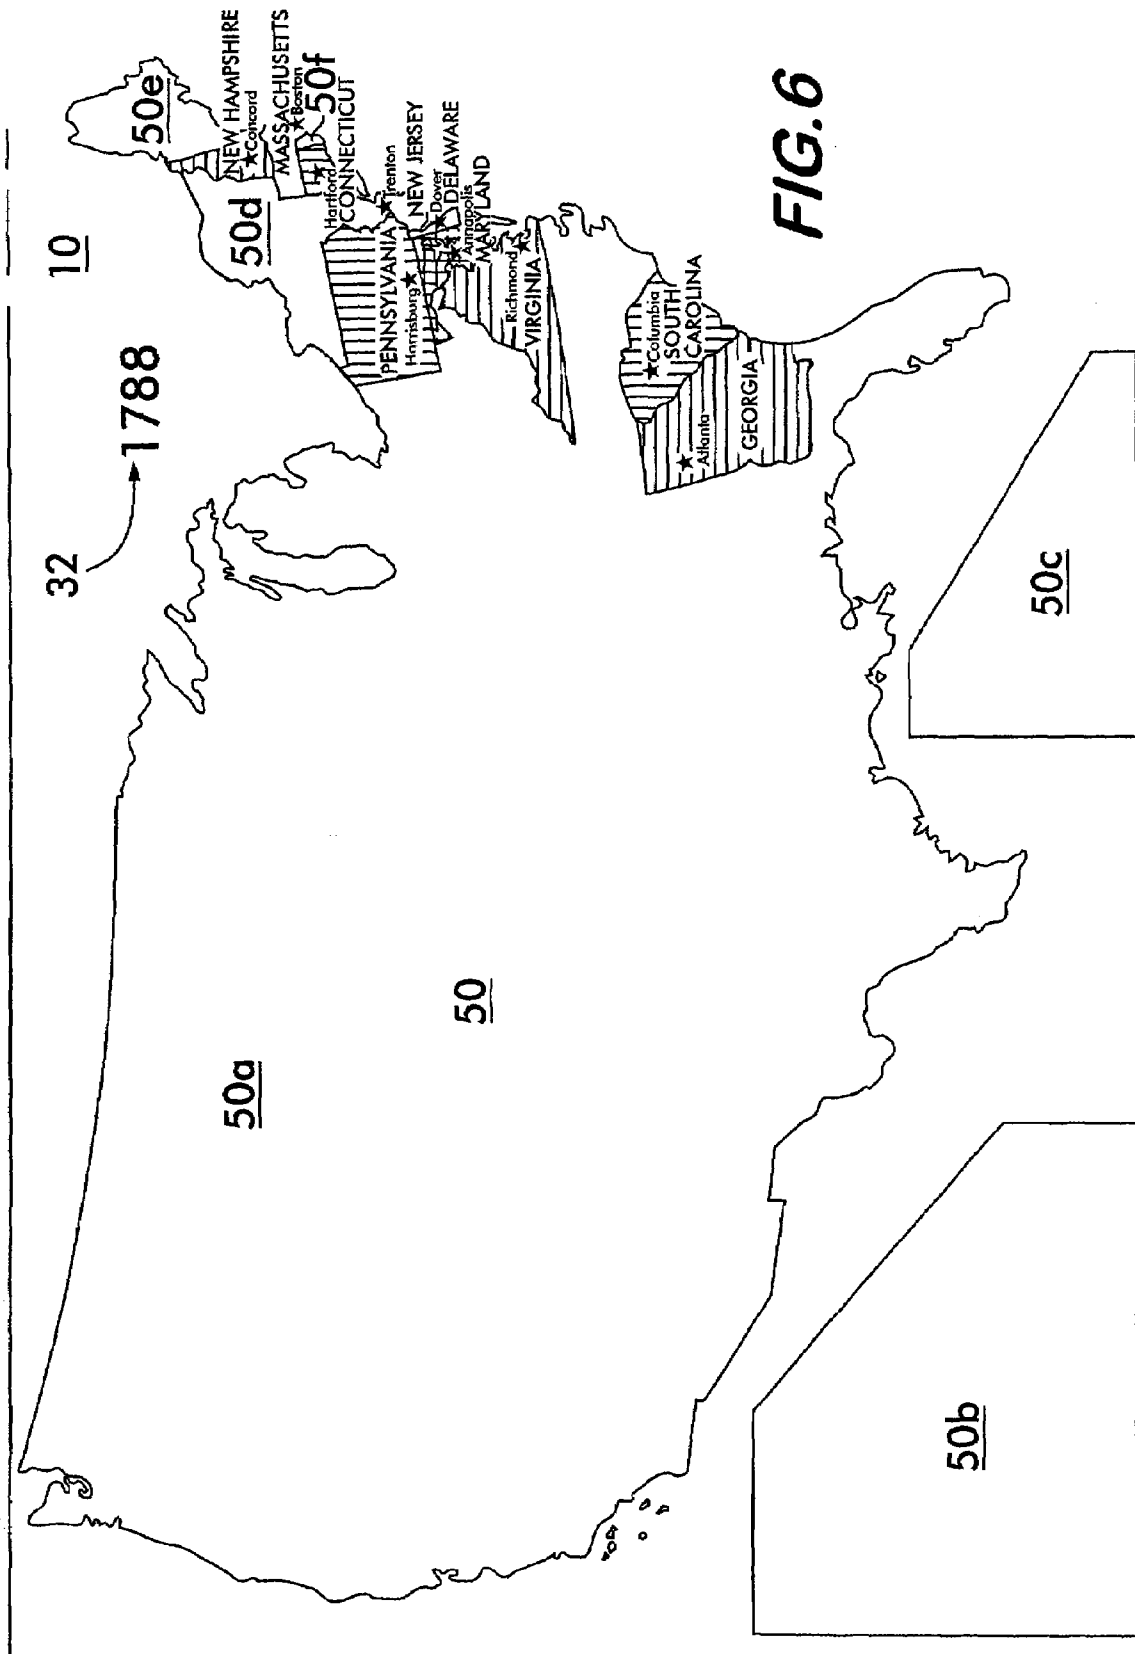 10
32
1788
50e
NEW HAMPSHIRE
Concord
MASSACHUSETTS
Boston
50f
50d
Hartford
CONNECTICUT
Trenton
NEW JERSEY
PENNSYLVANIA
Harrisburg
Dover
DELAWARE
Annapolis
MARYLAND
Richmond
VIRGINIA
50a
50
Columbia
SOUTH
CAROLINA
Atlanta
GEORGIA
50b
50c
FIG.6